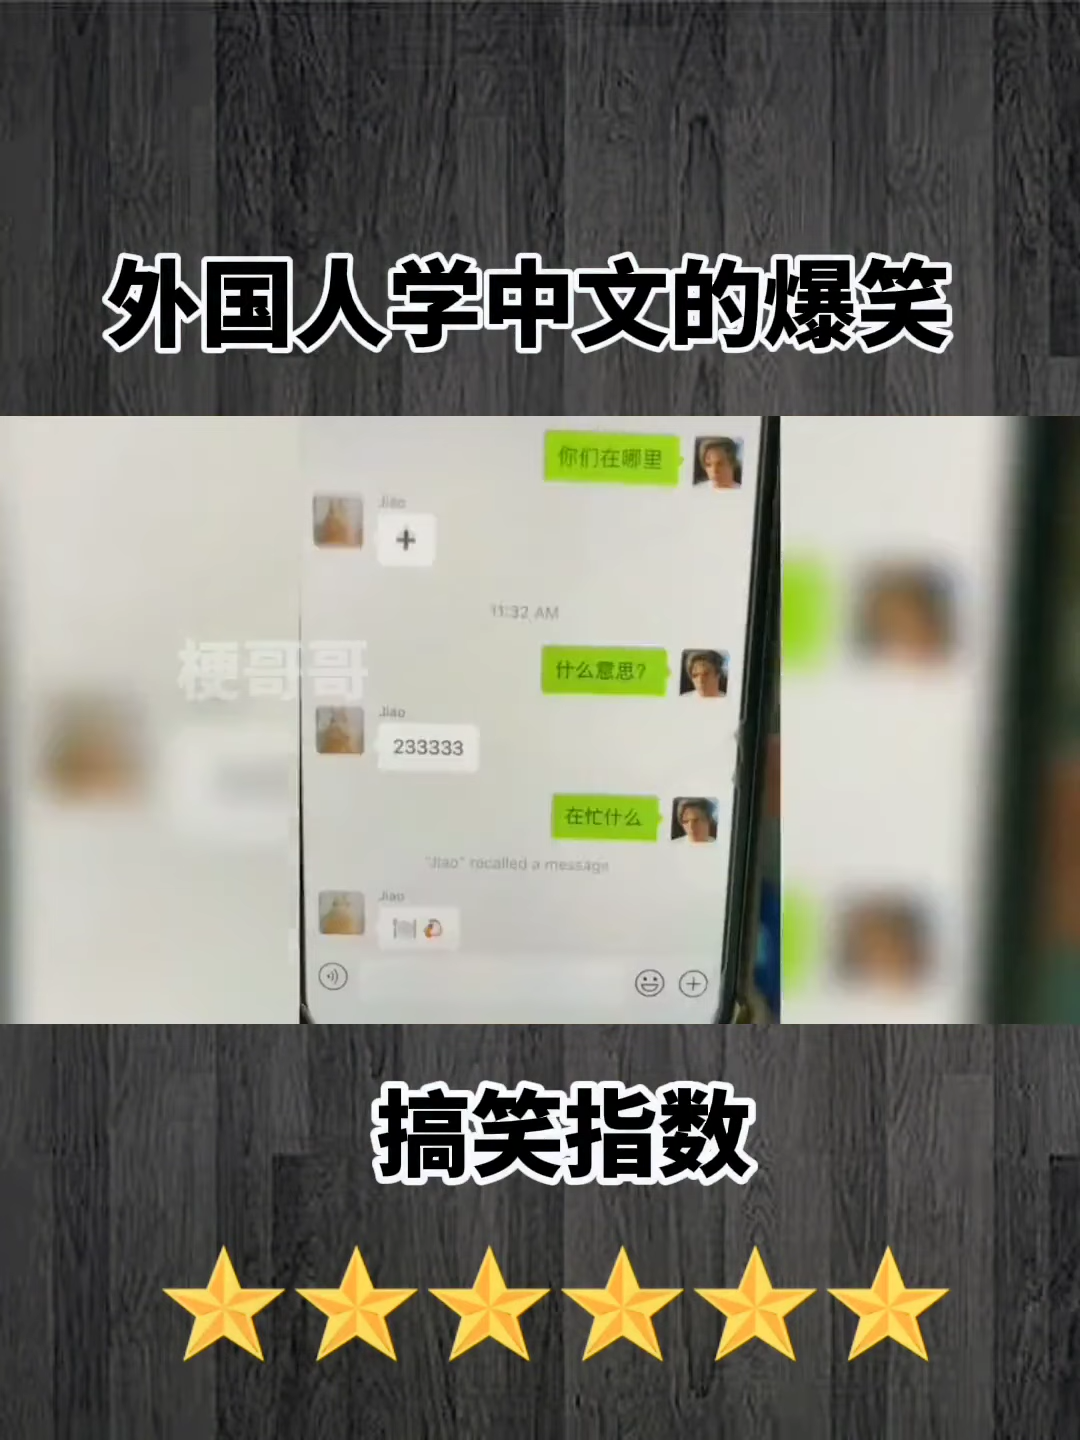 外国人学中文的爆笑
你们在哪里
Jiao
+
11:32 AM
梗哥哥
什么意思?
Jiao
233333
在忙什么
"Jiao" recalled a message
Jiao
搞笑指数